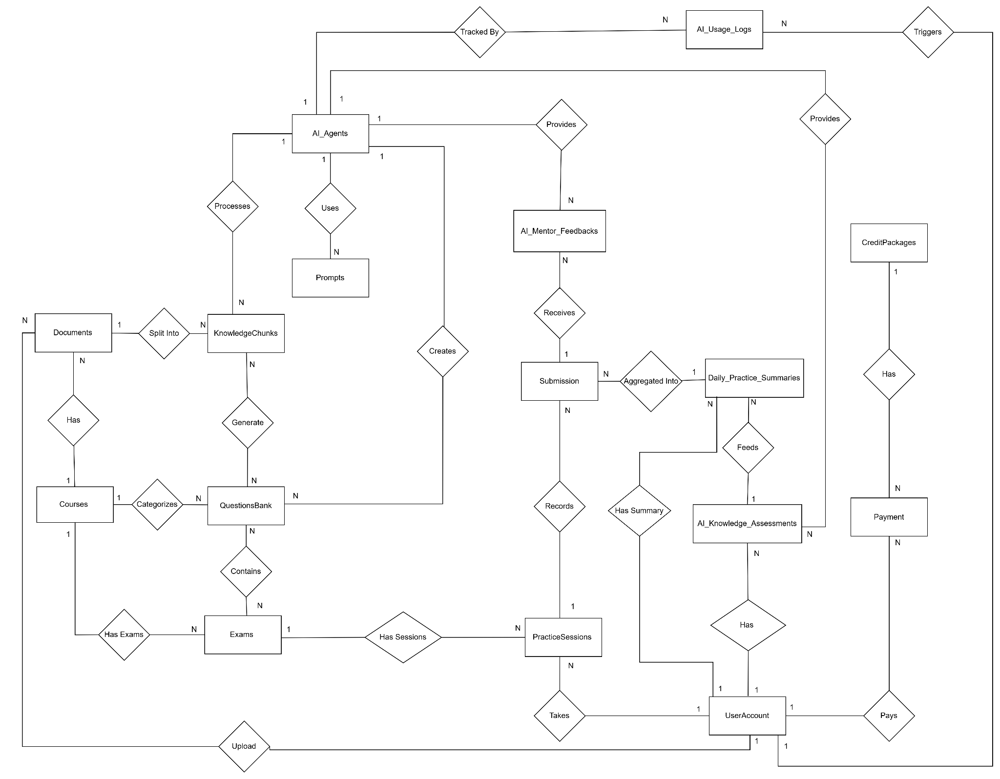 N
N
Tracked By
AI_Usage_Logs
Triggers
1
1
1
Provides
Provides
AI_Agents
1
1
1
Processes
Uses
N
AI_Mentor_Feedbacks
CreditPackages
N
Prompts
N
1
N
Receives
N
1
Split Into
N
KnowledgeChunks
Documents
N
N
Creates
1
Submission
N
Aggregated Into
1
Daily_Practice_Summaries
Has
N
N
N
Has
Generate
Feeds
1
N
N
1
Courses
1
Categorizes
N
QuestionsBank
N
Records
Has Summary
1
AI_Knowledge_Assessments
N
Payment
1
N
N
N
Contains
N
1
Has Exams
N
Exams
1
Has Sessions
N
PracticeSessions
Has
N
1
1
Takes
1
UserAccount
1
Pays
Upload
1
1